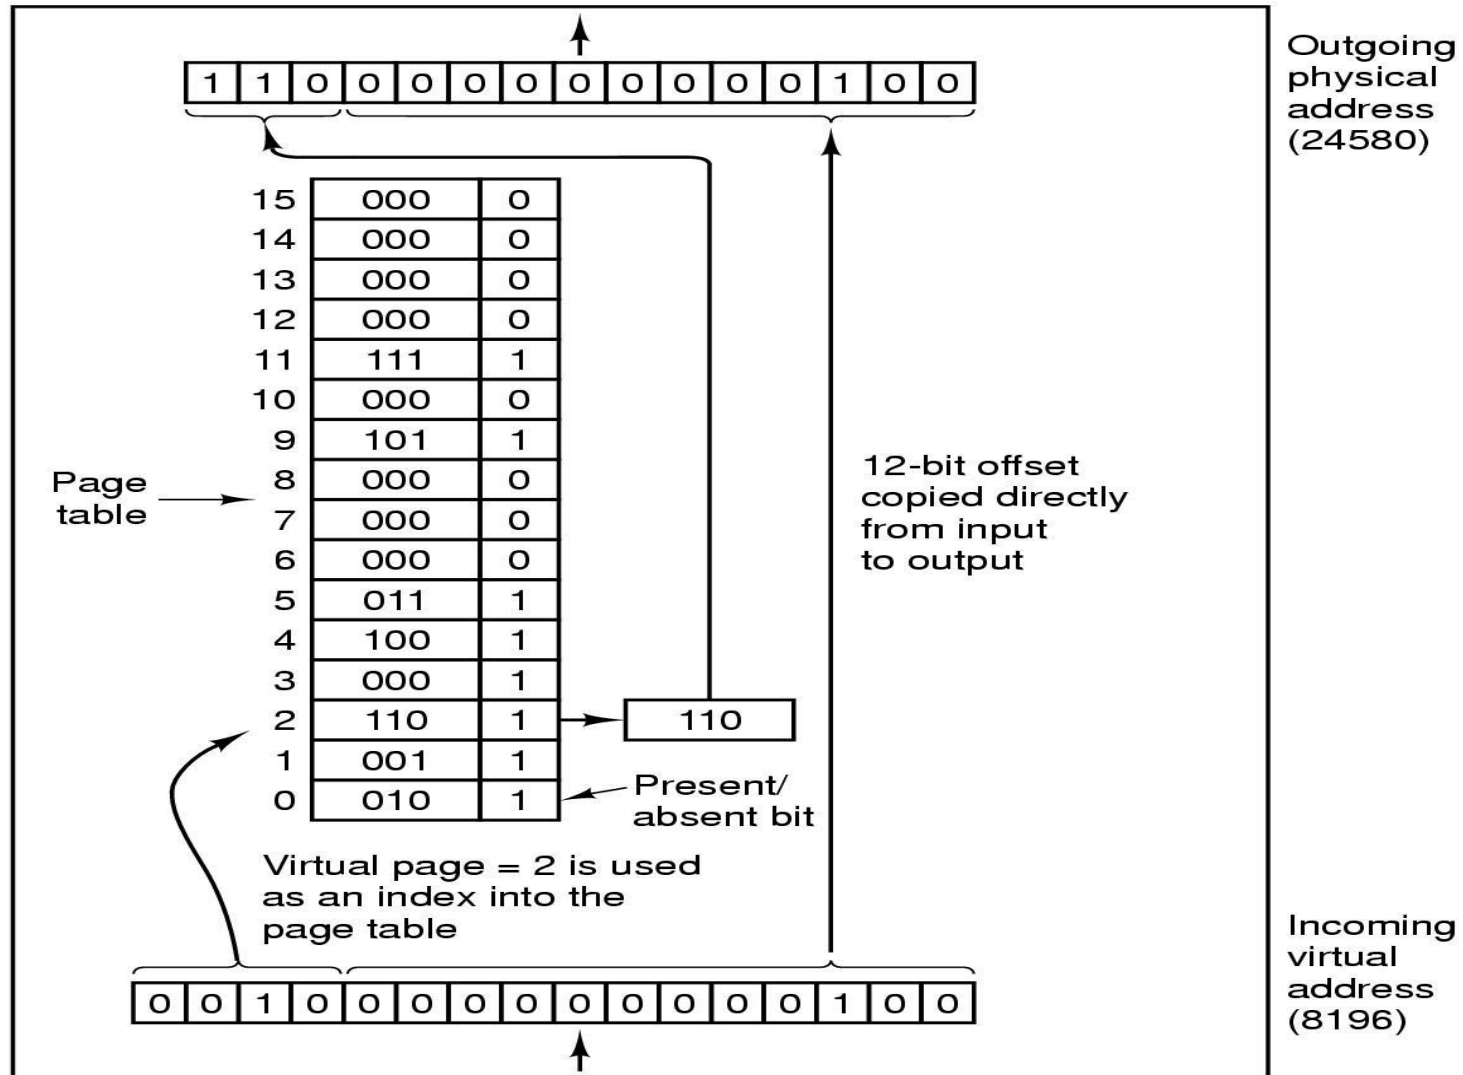 1 1 0 0 0 0 0 0 0 0 0 0 1 0 0
Outgoing
physical
address
(24580)
15 000 0
14 000 0
13 000 0
12 000 0
11 111 1
10 000 0
9 101 1
8 000 0
7 000 0
6 000 0
5 011 1
4 100 1
3 000 1
2 110 1 110
1 001 1
0 010 1
Page
table
12-bit offset
copied directly
from input
to output
Present/
absent bit
Virtual page = 2 is used
as an index into the
page table
0 0 1 0 0 0 0 0 0 0 0 0 0 1 0 0
Incoming
virtual
address
(8196)